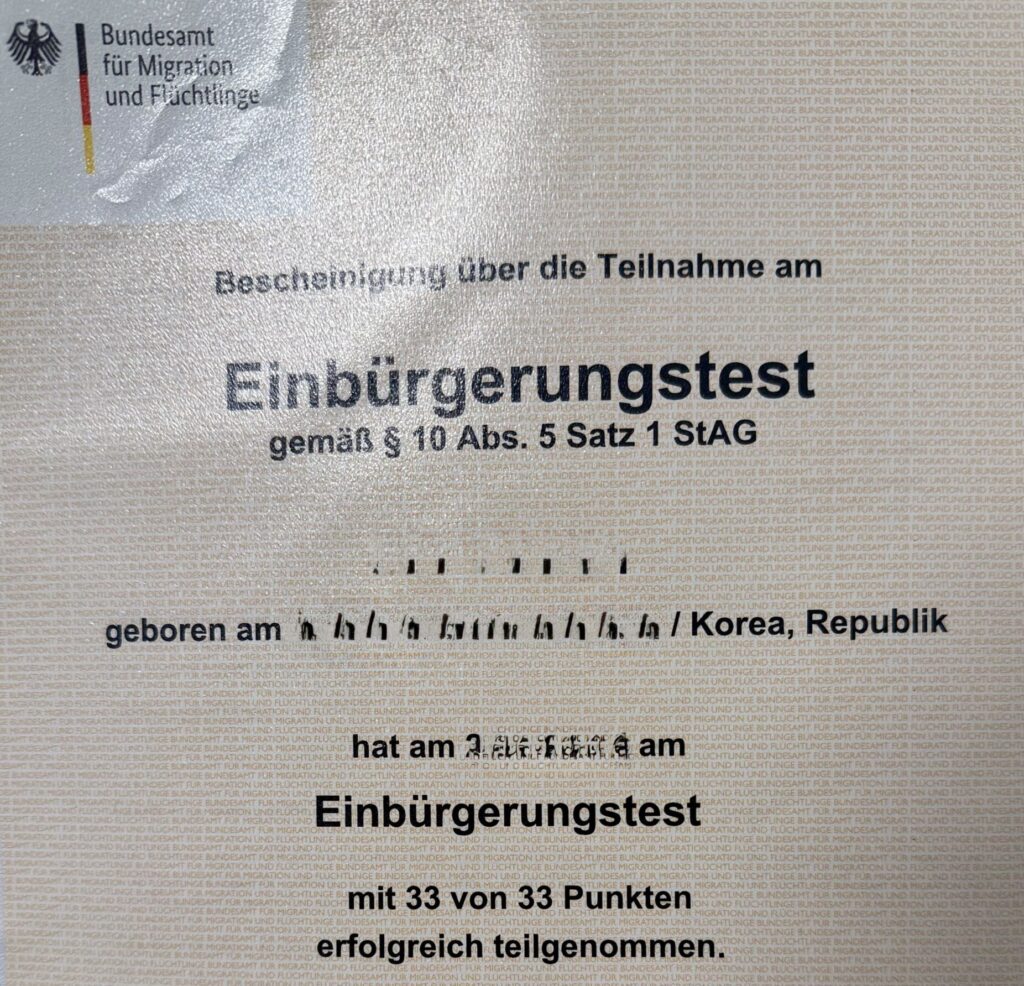 Bundesamt
für Migration
und Flüchtlinge
Bescheinigung über die Teilnahme am
Einbürgerungstest
gemäß § 10 Abs. 5 Satz 1 StAG
geboren am / Korea, Republik
hat am am
Einbürgerungstest
mit 33 von 33 Punkten
erfolgreich teilgenommen.